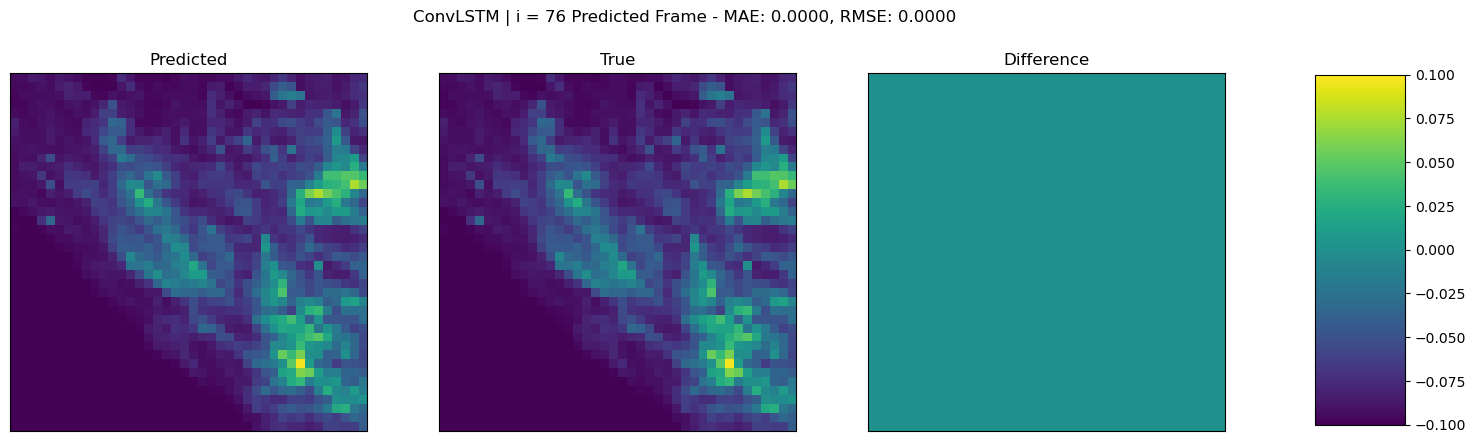 ConvLSTM | i = 76 Predicted Frame - MAE: 0.0000, RMSE: 0.0000
Predicted
True
Difference
0.100
0.075
0.050
0.025
0.000
−0.025
−0.050
−0.075
−0.100